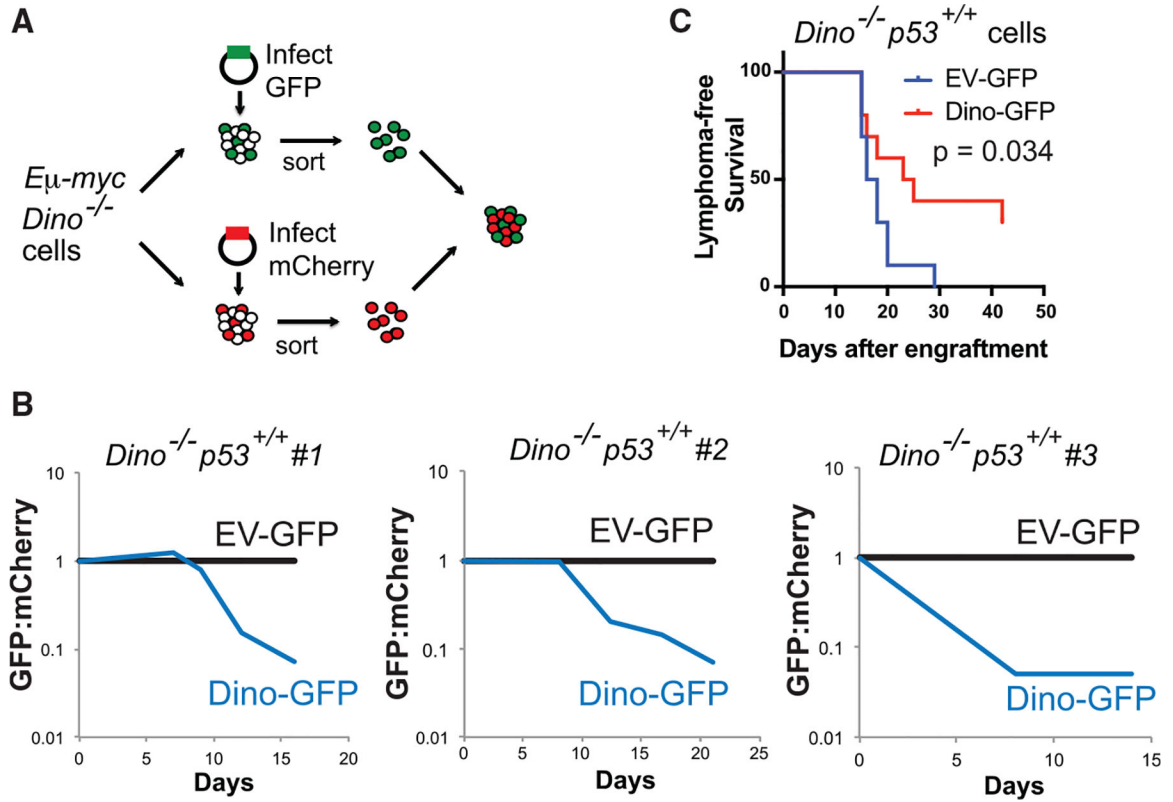 A
Infect
GFP
sort
Eμ-myc
Dino-/-
cells
Infect
mCherry
sort
C
Dino-/- p53+/+ cells
EV-GFP
Dino-GFP
p = 0.034
Lymphoma-free
Survival
100
50
0
0 10 20 30 40 50
Days after engraftment
B
Dino-/- p53+/+ #1
GFP:mCherry
10
1
0.1
0.01
EV-GFP
Dino-GFP
0 5 10 15 20
Days
Dino-/- p53+/+ #2
GFP:mCherry
10
1
0.1
0.01
EV-GFP
Dino-GFP
0 5 10 15 20 25
Days
Dino-/- p53+/+ #3
GFP:mCherry
10
1
0.1
0.01
EV-GFP
Dino-GFP
0 5 10 15
Days